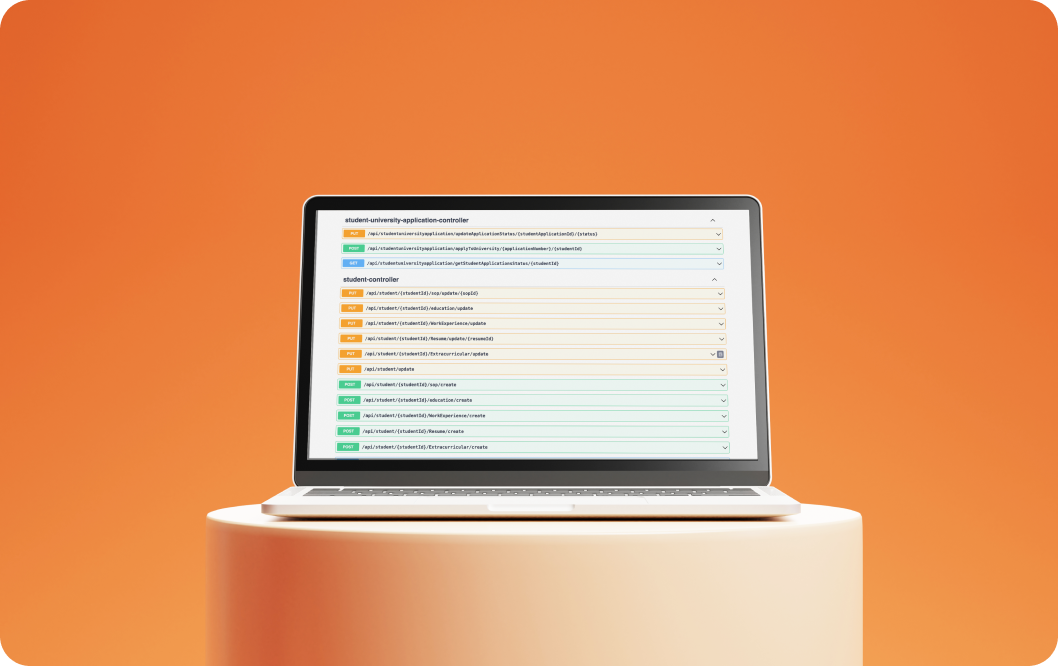 student-university-application-controller
PUT /api/studentuniversityapplication/updateApplicationStatus/{studentApplicationId}/{status}
POST /api/studentuniversityapplication/applyToUniversity/{applicationNumber}/{studentId}
GET /api/studentuniversityapplication/getStudentApplicationsStatus/{studentId}
student-controller
PUT /api/student/{studentId}/sop/update/{sopId}
PUT /api/student/{studentId}/education/update
PUT /api/student/{studentId}/WorkExperience/update
PUT /api/student/{studentId}/Resume/update/{resumeId}
PUT /api/student/{studentId}/Extracurricular/update
PUT /api/student/update
POST /api/student/{studentId}/sop/create
POST /api/student/{studentId}/education/create
POST /api/student/{studentId}/WorkExperience/create
POST /api/student/{studentId}/Resume/create
POST /api/student/{studentId}/Extracurricular/create